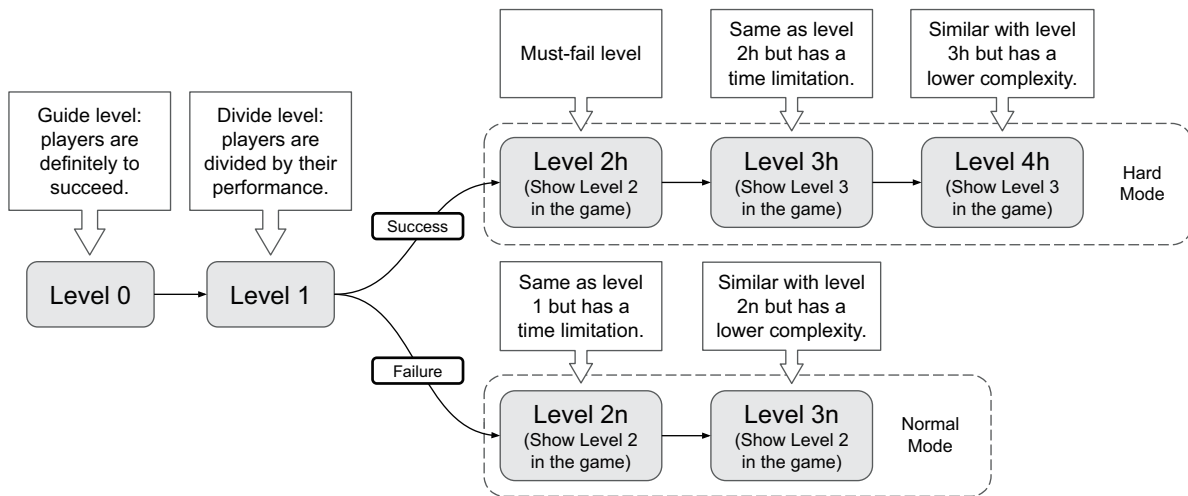 Guide level:
players are
definitely to
succeed.
Divide level:
players are
divided by their
performance.
Must-fail level
Same as level
2h but has a
time limitation.
Similar with level
3h but has a
lower complexity.
Level 0
Level 1
Success
Failure
Level 2h
(Show Level 2
in the game)
Level 3h
(Show Level 3
in the game)
Level 4h
(Show Level 3
in the game)
Hard
Mode
Same as level
1 but has a
time limitation.
Similar with level
2n but has a
lower complexity.
Level 2n
(Show Level 2
in the game)
Level 3n
(Show Level 2
in the game)
Normal
Mode